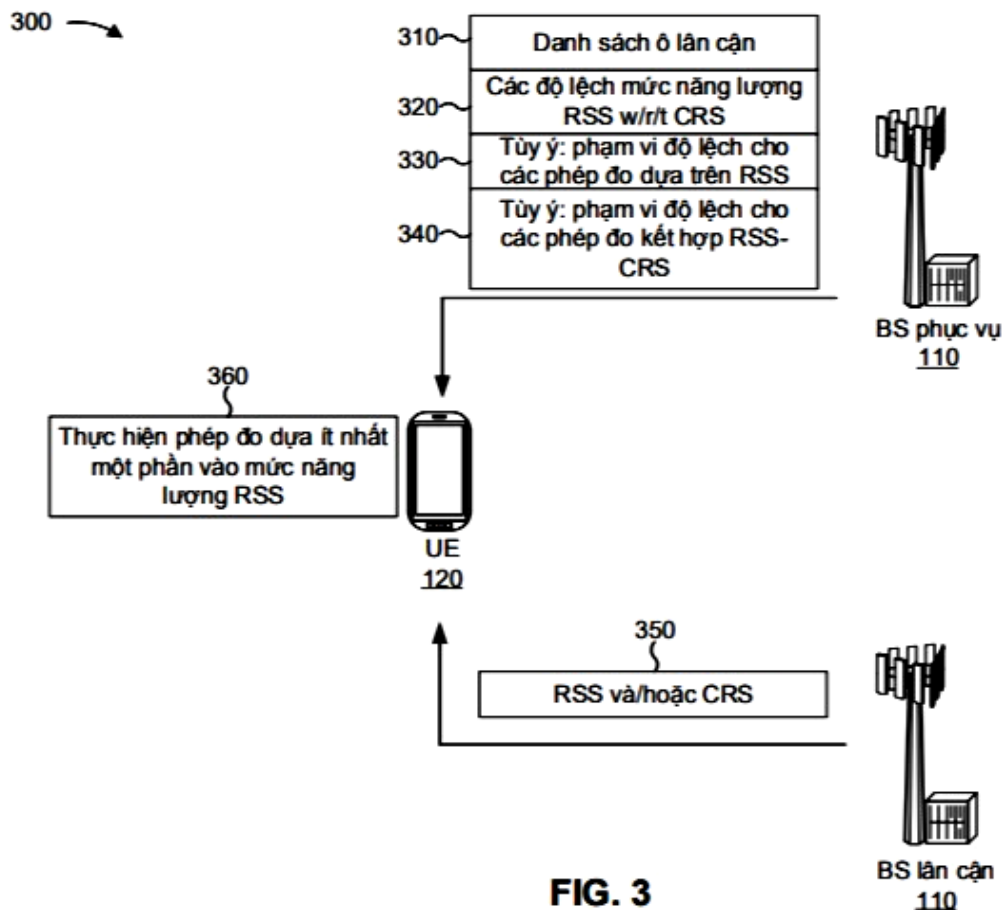 300
310
Danh sách ô lân cận
320
Các độ lệch mức năng lượng
RSS w/r/t CRS
330
Tùy ý: phạm vi độ lệch cho
các phép đo dựa trên RSS
340
Tùy ý: phạm vi độ lệch cho
các phép đo kết hợp RSS-
CRS
BS phục vụ
110
360
Thực hiện phép đo dựa ít nhất
một phần vào mức năng
lượng RSS
UE
120
350
RSS và/hoặc CRS
BS lân cận
110
FIG. 3